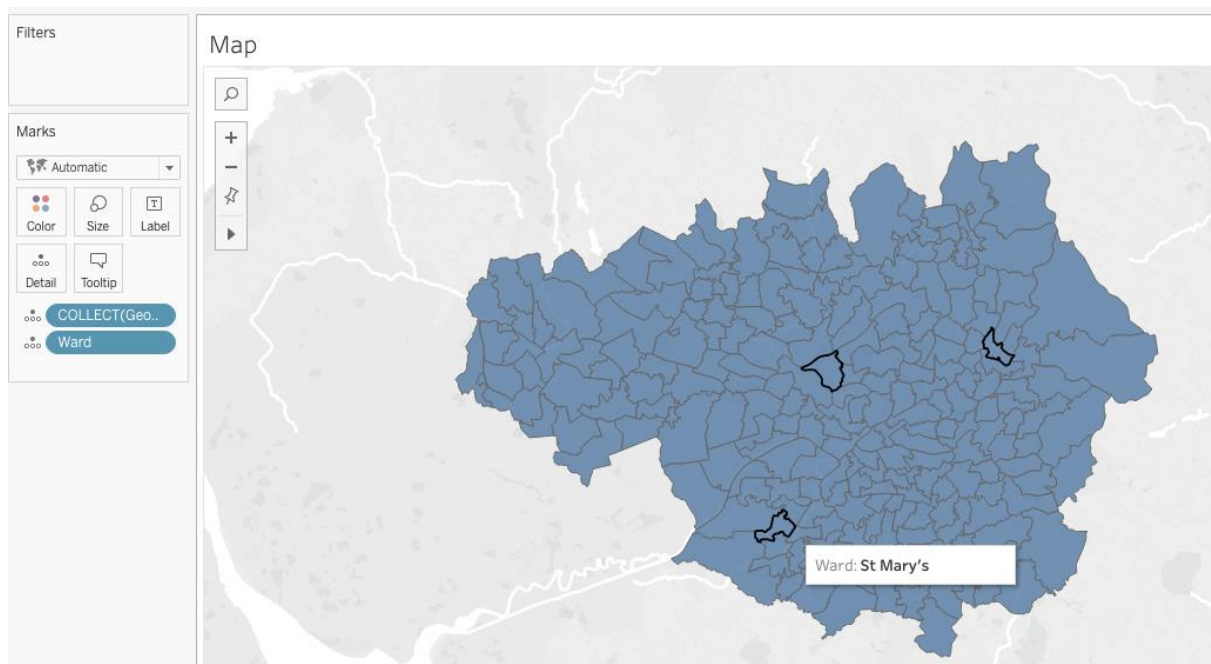 Filters
Marks
Automatic
Color
Size
T
Label
Detail
Tooltip
COLLECT(Geo..
Ward
Map
+
−
Ward: St Mary's